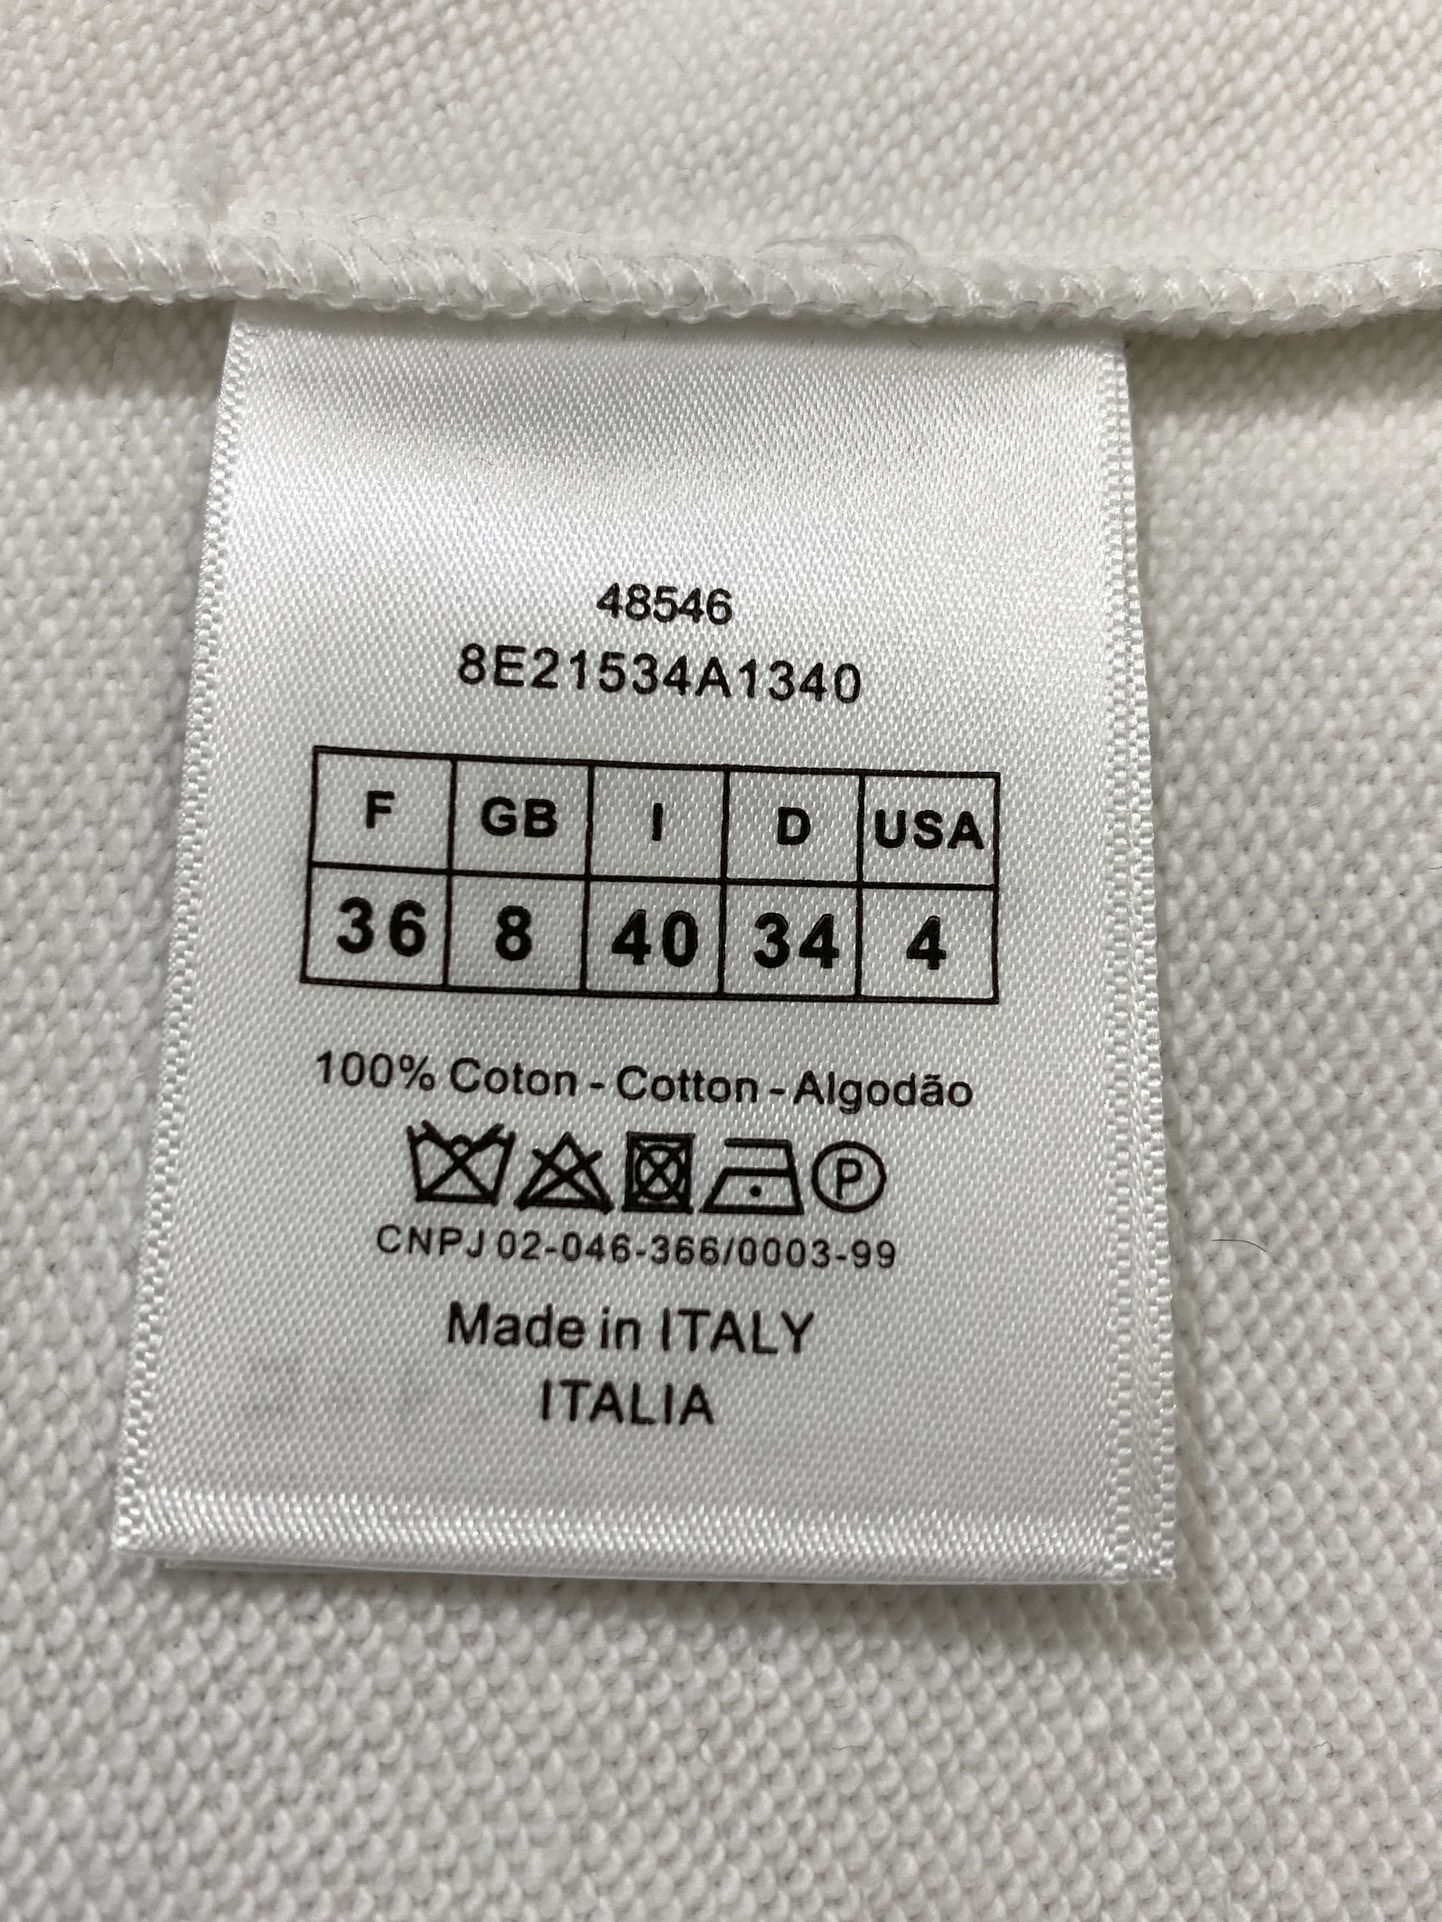 48546
8E21534A1340
F GB I D USA
36 8 40 34 4
100% Coton - Cotton - Algodão
P
CNPJ 02-046-366/0003-99
Made in ITALY
ITALIA